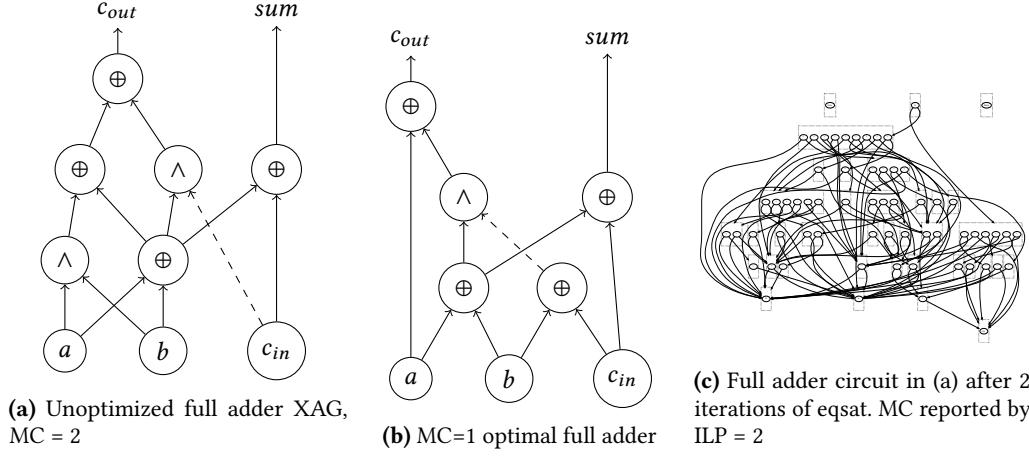 c_out sum
⊕
⊕ ∧ ⊕
∧ ⊕
a b c_in
(a) Unoptimized full adder XAG,
MC = 2
c_out sum
⊕
∧ ⊕
⊕ ⊕
a b c_in
(b) MC=1 optimal full adder
(c) Full adder circuit in (a) after 2
iterations of eqsat. MC reported by
ILP = 2